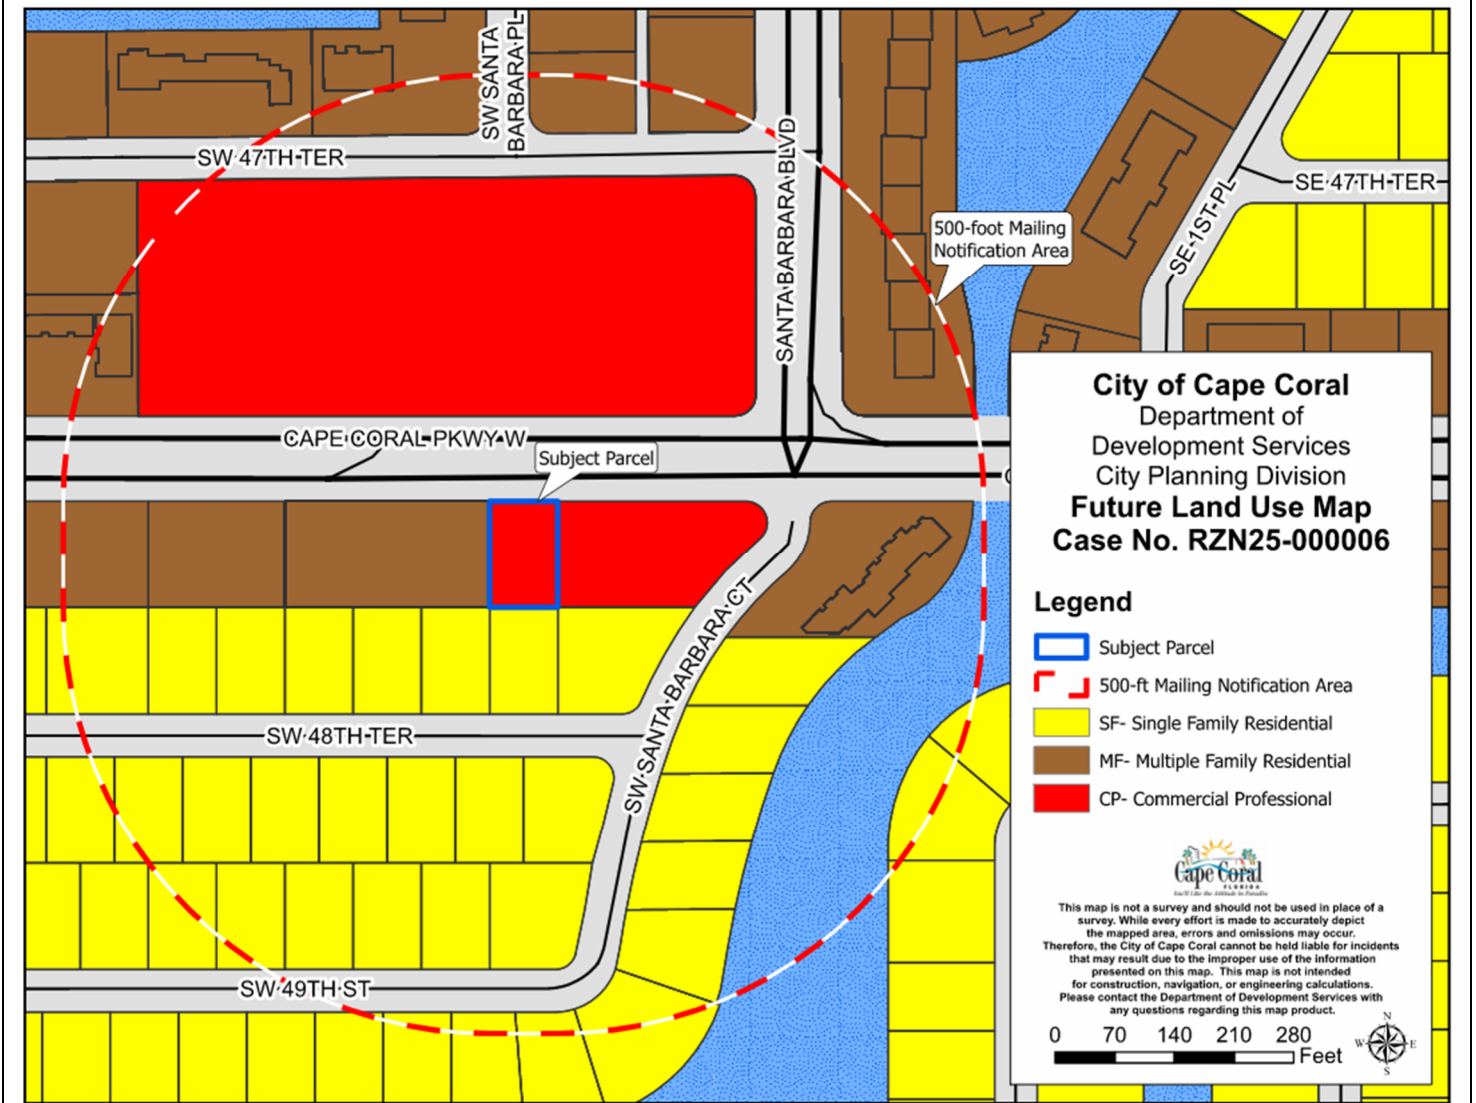 SW SANTA
BARBARA PL
SW 47TH TER
SANTA BARBARA BLVD
SE 47TH TER
SE 1ST PL
500-foot Mailing
Notification Area
CAPE CORAL PKWY W
Subject Parcel
SW SANTA BARBARA CT
SW 48TH TER
SW 49TH ST
City of Cape Coral
Department of
Development Services
City Planning Division
Future Land Use Map
Case No. RZN25-000006
Legend
Subject Parcel
500-ft Mailing Notification Area
SF- Single Family Residential
MF- Multiple Family Residential
CP- Commercial Professional
Cape Coral
FLORIDA
You'll Like the Attitude in Paradise
This map is not a survey and should not be used in place of a
survey. While every effort is made to accurately depict
the mapped area, errors and omissions may occur.
Therefore, the City of Cape Coral cannot be held liable for incidents
that may result due to the improper use of the information
presented on this map. This map is not intended
for construction, navigation, or engineering calculations.
Please contact the Department of Development Services with
any questions regarding this map product.
0 70 140 210 280
Feet
N
W E
S